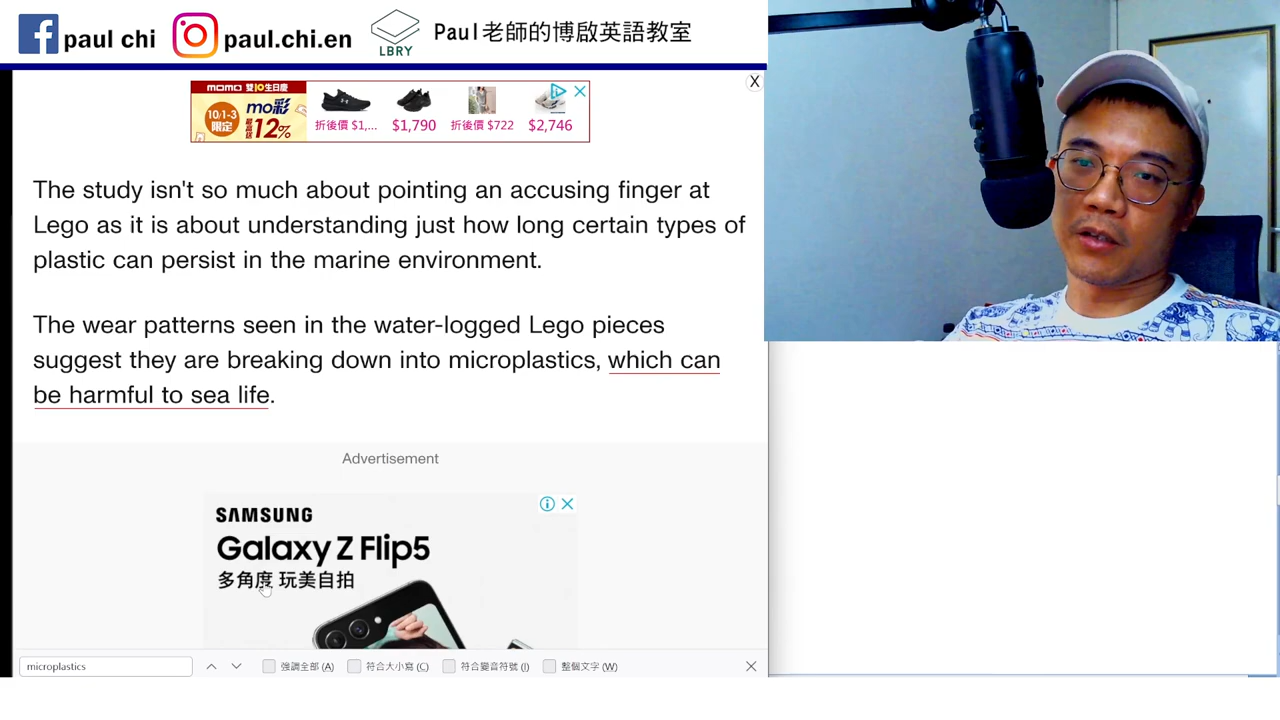 paul chi
paul.chi.en
LBRY
Paul老師的博啟英語教室
X
momo 雙10生日慶
10/1-3
限定
mo彩
最高抽
12%
折後價 $1,...
$1,790
折後價 $722
$2,746
The study isn't so much about pointing an accusing finger at
Lego as it is about understanding just how long certain types of
plastic can persist in the marine environment.
The wear patterns seen in the water-logged Lego pieces
suggest they are breaking down into microplastics, which can
be harmful to sea life.
Advertisement
SAMSUNG
Galaxy Z Flip5
多角度 玩美自拍
microplastics
強調全部 (A)
符合大小寫 (C)
符合變音符號 (I)
整個文字 (W)